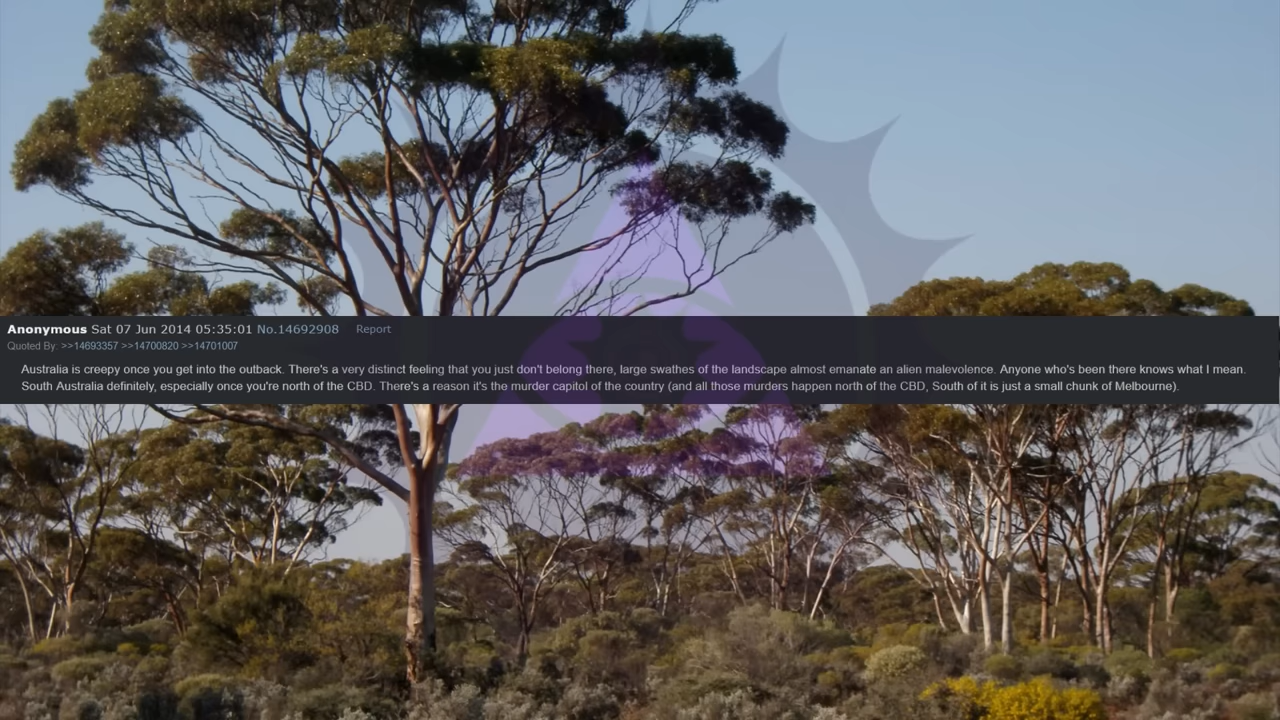 Anonymous Sat 07 Jun 2014 05:35:01 No.14692908 Report
Quoted By: >>14693357 >>14700820 >>14701007
Australia is creepy once you get into the outback. There's a very distinct feeling that you just don't belong there, large swathes of the landscape almost emanate an alien malevolence. Anyone who's been there knows what I mean.
South Australia definitely, especially once you're north of the CBD. There's a reason it's the murder capitol of the country (and all those murders happen north of the CBD, South of it is just a small chunk of Melbourne).